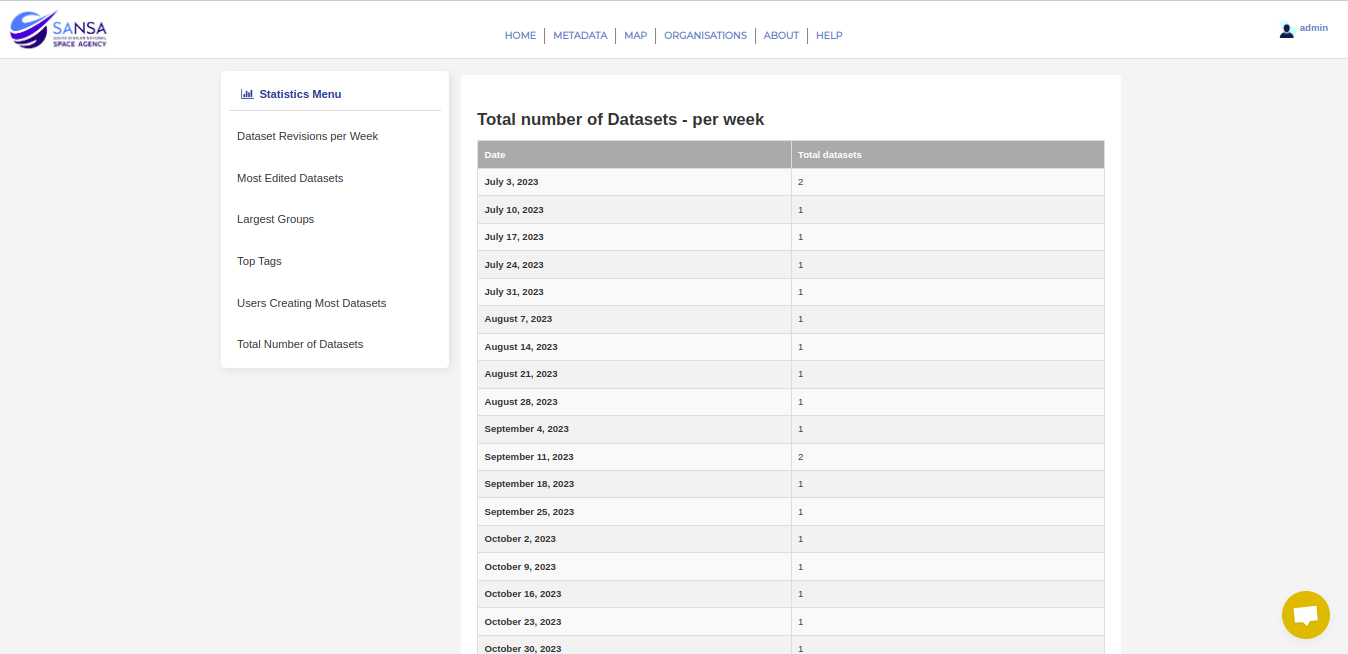 SANSA
SOUTH AFRICAN NATIONAL
SPACE AGENCY
HOME METADATA MAP ORGANISATIONS ABOUT HELP
admin
Statistics Menu
Dataset Revisions per Week
Most Edited Datasets
Largest Groups
Top Tags
Users Creating Most Datasets
Total Number of Datasets
Total number of Datasets - per week
Date Total datasets
July 3, 2023 2
July 10, 2023 1
July 17, 2023 1
July 24, 2023 1
July 31, 2023 1
August 7, 2023 1
August 14, 2023 1
August 21, 2023 1
August 28, 2023 1
September 4, 2023 1
September 11, 2023 2
September 18, 2023 1
September 25, 2023 1
October 2, 2023 1
October 9, 2023 1
October 16, 2023 1
October 23, 2023 1
October 30, 2023 1